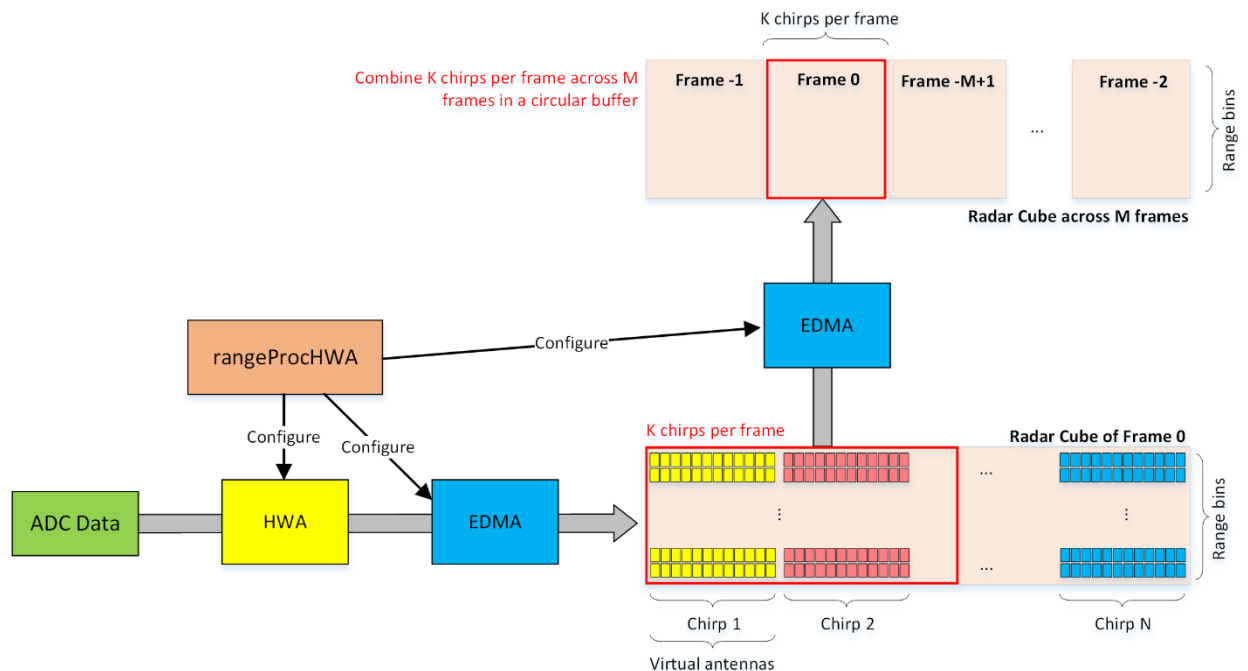 K chirps per frame
Combine K chirps per frame across M
frames in a circular buffer
Frame -1
Frame 0
Frame -M+1
...
Frame -2
Range bins
Radar Cube across M frames
EDMA
rangeProcHWA
Configure
Configure
Configure
K chirps per frame
Radar Cube of Frame 0
ADC Data
HWA
EDMA
...
...
...
...
Range bins
Chirp 1
Chirp 2
Chirp N
Virtual antennas